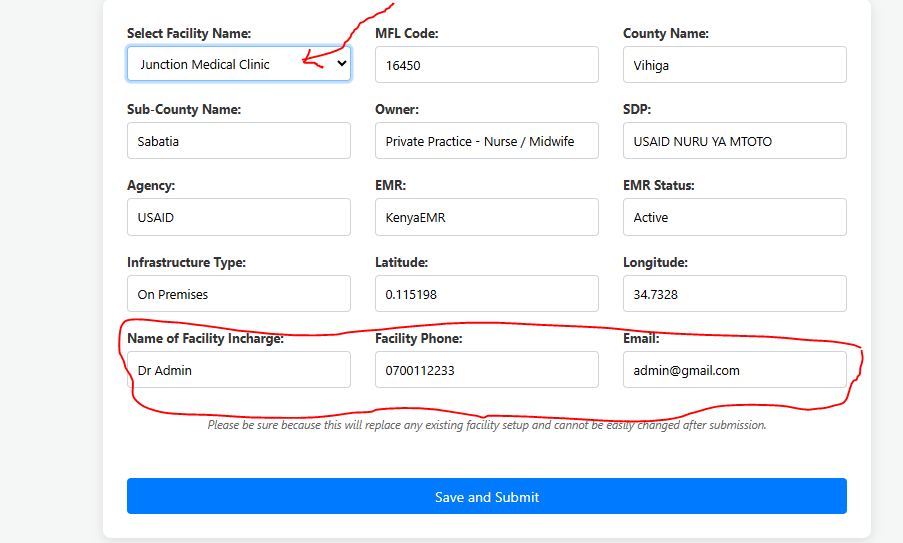 Select Facility Name: MFL Code: County Name:
Junction Medical Clinic 16450 Vihiga
Sub-County Name: Owner: SDP:
Sabatia Private Practice - Nurse / Midwife USAID NURU YA MTOTO
Agency: EMR: EMR Status:
USAID KenyaEMR Active
Infrastructure Type: Latitude: Longitude:
On Premises 0.115198 34.7328
Name of Facility Incharge: Facility Phone: Email:
Dr Admin 0700112233 admin@gmail.com
Please be sure because this will replace any existing facility setup and cannot be easily changed after submission.
Save and Submit